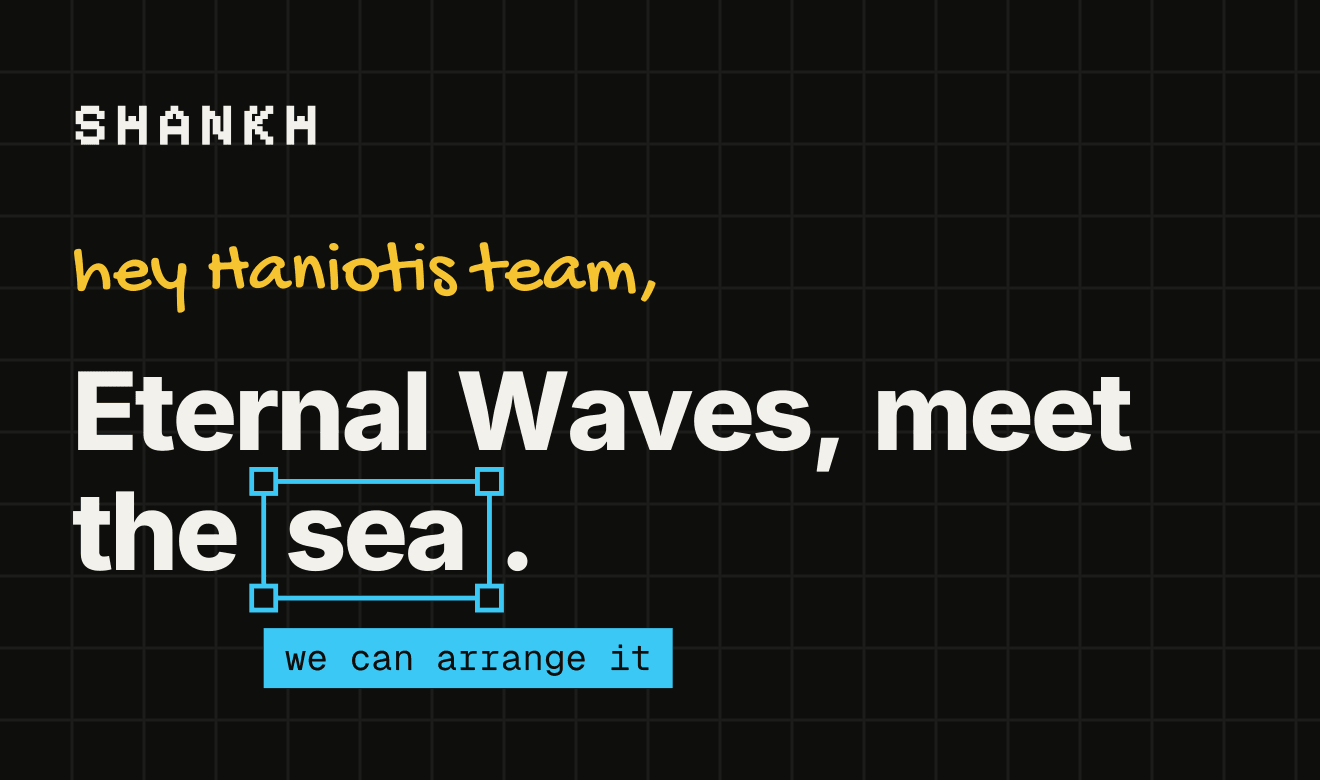 SHANKH
hey Haniotis team,
Eternal Waves, meet
the sea.
we can arrange it